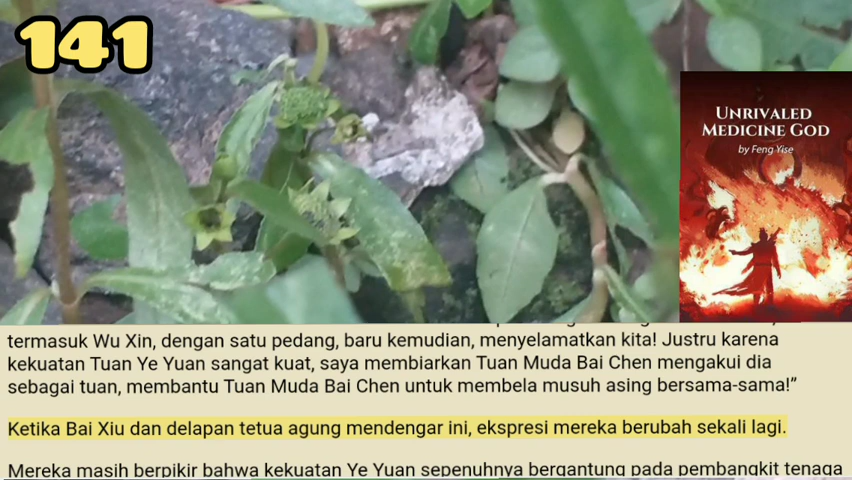 141
UNRIVALED
MEDICINE GOD
by Feng Yise
termasuk Wu Xin, dengan satu pedang, baru kemudian, menyelamatkan kita! Justru karena
kekuatan Tuan Ye Yuan sangat kuat, saya membiarkan Tuan Muda Bai Chen mengakui dia
sebagai tuan, membantu Tuan Muda Bai Chen untuk membela musuh asing bersama-sama!”
Ketika Bai Xiu dan delapan tetua agung mendengar ini, ekspresi mereka berubah sekali lagi.
Mereka masih berpikir bahwa kekuatan Ye Yuan sepenuhnya bergantung pada pembangkit tenaga